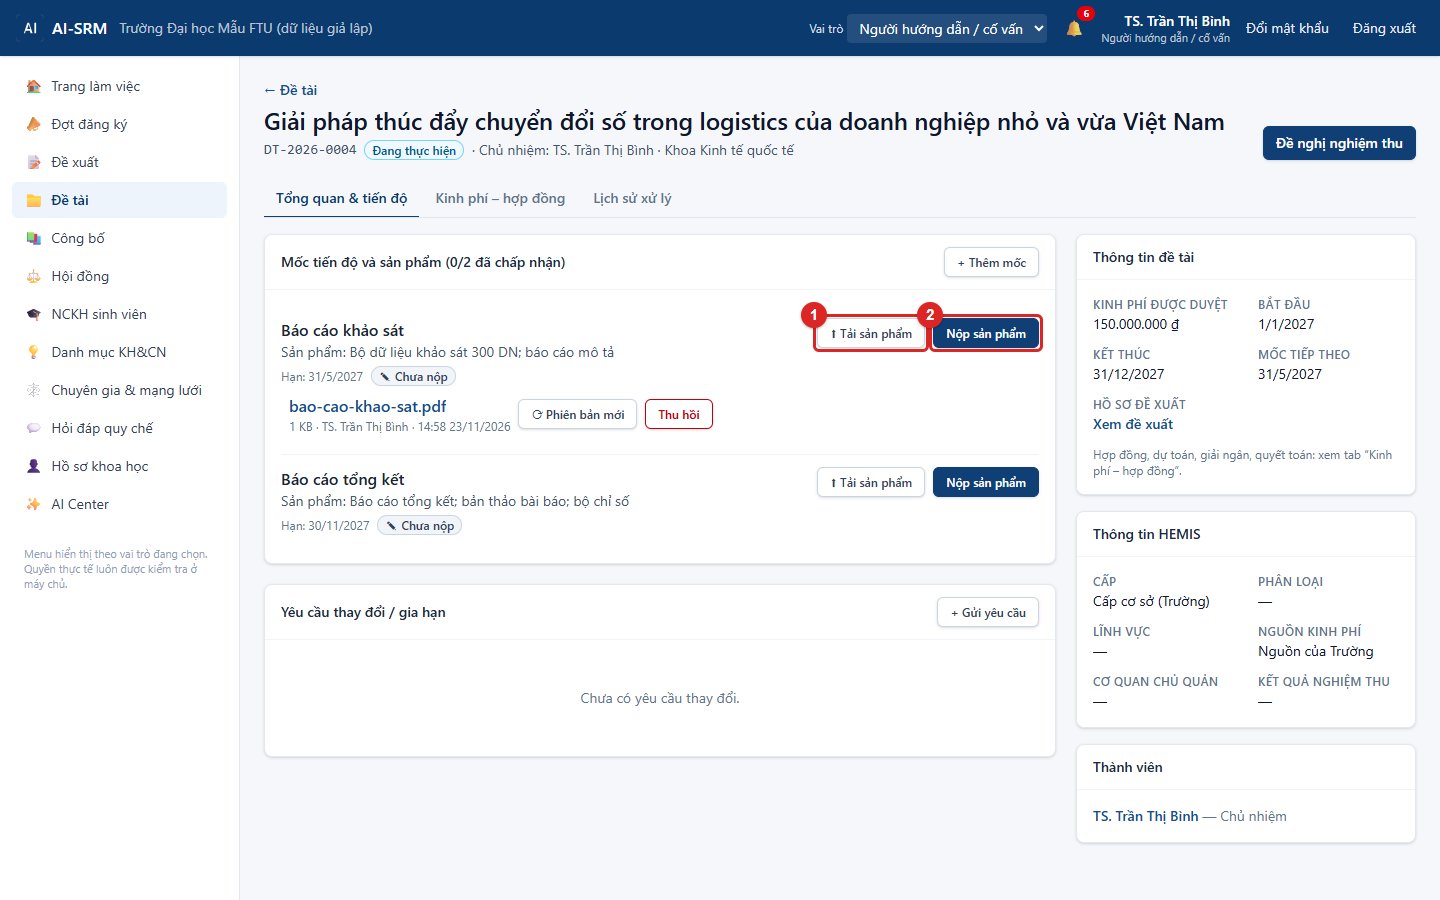 AI AI-SRM Trường Đại học Mẫu FTU (dữ liệu giả lập)
Vai trò Người hướng dẫn / cố vấn
6
TS. Trần Thị Bình
Người hướng dẫn / cố vấn
Đổi mật khẩu
Đăng xuất
Trang làm việc
Đợt đăng ký
Đề xuất
Đề tài
Công bố
Hội đồng
NCKH sinh viên
Danh mục KH&CN
Chuyên gia & mạng lưới
Hỏi đáp quy chế
Hồ sơ khoa học
AI Center
Menu hiển thị theo vai trò đang chọn.
Quyền thực tế luôn được kiểm tra ở
máy chủ.
← Đề tài
Giải pháp thúc đẩy chuyển đổi số trong logistics của doanh nghiệp nhỏ và vừa Việt Nam
DT-2026-0004 Đang thực hiện · Chủ nhiệm: TS. Trần Thị Bình · Khoa Kinh tế quốc tế
Đề nghị nghiệm thu
Tổng quan & tiến độ Kinh phí – hợp đồng Lịch sử xử lý
Mốc tiến độ và sản phẩm (0/2 đã chấp nhận)
+ Thêm mốc
Báo cáo khảo sát
Sản phẩm: Bộ dữ liệu khảo sát 300 DN; báo cáo mô tả
Hạn: 31/5/2027 Chưa nộp
1 2
⬆ Tải sản phẩm Nộp sản phẩm
bao-cao-khao-sat.pdf
1 KB · TS. Trần Thị Bình · 14:58 23/11/2026
⟳ Phiên bản mới Thu hồi
Báo cáo tổng kết
Sản phẩm: Báo cáo tổng kết; bản thảo bài báo; bộ chỉ số
Hạn: 30/11/2027 Chưa nộp
⬆ Tải sản phẩm Nộp sản phẩm
Yêu cầu thay đổi / gia hạn
+ Gửi yêu cầu
Chưa có yêu cầu thay đổi.
Thông tin đề tài
KINH PHÍ ĐƯỢC DUYỆT BẮT ĐẦU
150.000.000 ₫ 1/1/2027
KẾT THÚC MỐC TIẾP THEO
31/12/2027 31/5/2027
HỒ SƠ ĐỀ XUẤT
Xem đề xuất
Hợp đồng, dự toán, giải ngân, quyết toán: xem tab “Kinh
phí – hợp đồng”.
Thông tin HEMIS
CẤP PHÂN LOẠI
Cấp cơ sở (Trường) —
LĨNH VỰC NGUỒN KINH PHÍ
— Nguồn của Trường
CƠ QUAN CHỦ QUẢN KẾT QUẢ NGHIỆM THU
— —
Thành viên
TS. Trần Thị Bình — Chủ nhiệm